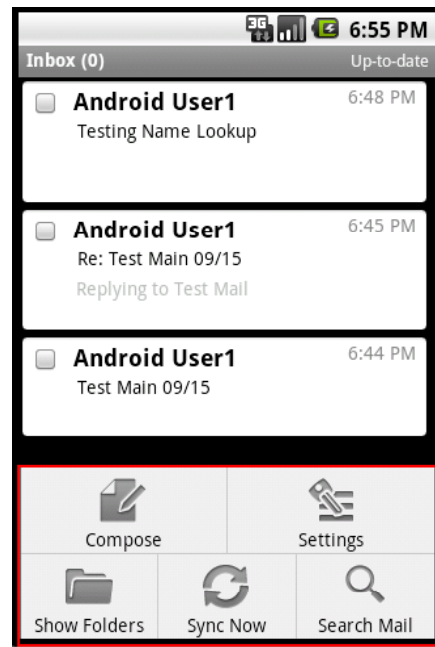 3G 6:55 PM
Inbox (0) Up-to-date
Android User1 6:48 PM
Testing Name Lookup
Android User1 6:45 PM
Re: Test Main 09/15
Replying to Test Mail
Android User1 6:44 PM
Test Main 09/15
Compose Settings
Show Folders Sync Now Search Mail